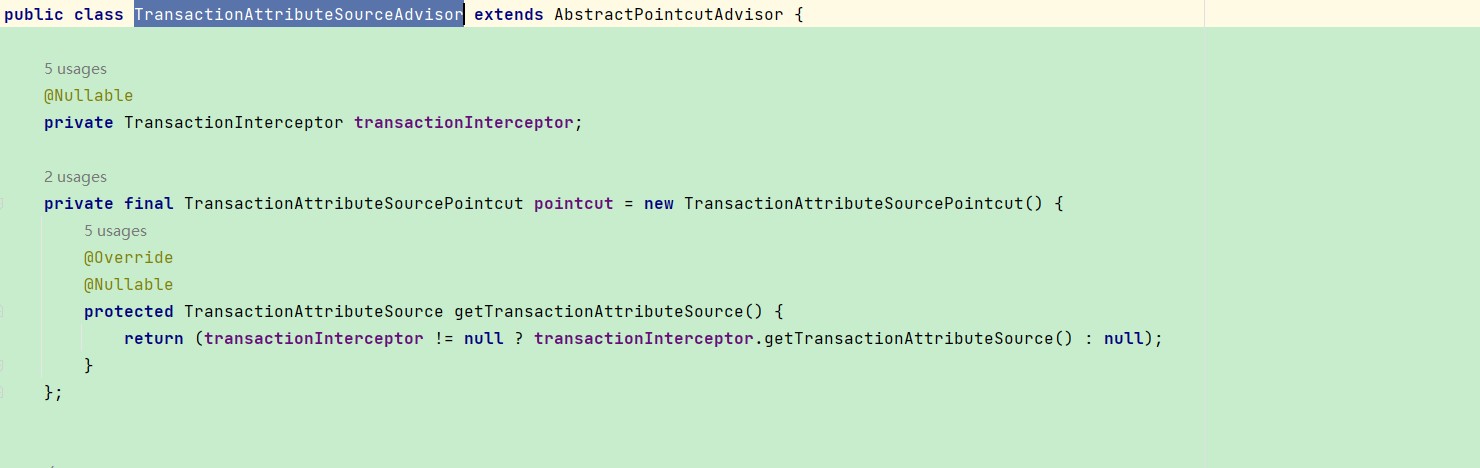 public class TransactionAttributeSourceAdvisor extends AbstractPointcutAdvisor {
5 usages
@Nullable
private TransactionInterceptor transactionInterceptor;
2 usages
private final TransactionAttributeSourcePointcut pointcut = new TransactionAttributeSourcePointcut() {
5 usages
@Override
@Nullable
protected TransactionAttributeSource getTransactionAttributeSource() {
return (transactionInterceptor != null ? transactionInterceptor.getTransactionAttributeSource() : null);
}
};